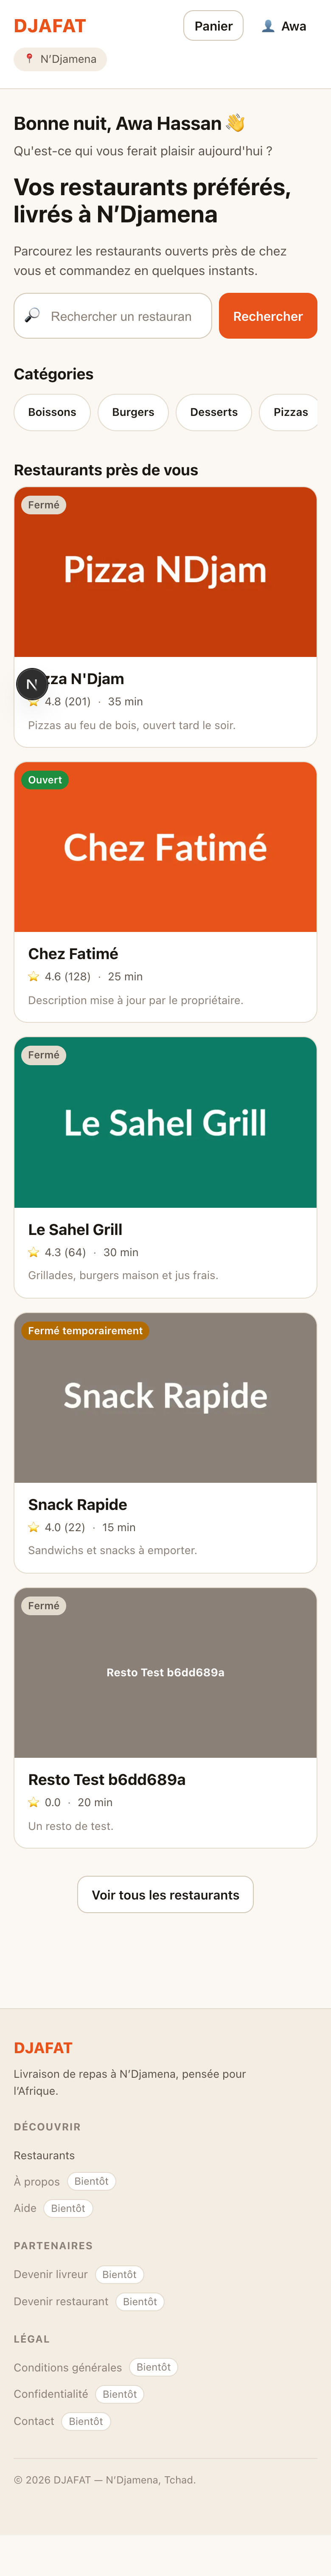 DJAFAT
Panier
Awa
N'Djamena
Bonne nuit, Awa Hassan 👋
Qu'est-ce qui vous fait plaisir aujourd'hui ?
Vos restaurants préférés,
livrés à N'Djamena
Parcourez les restaurants ouverts près de chez
vous et commandez en quelques instants.
Rechercher un restauran
Rechercher
Catégories
Boissons
Burgers
Desserts
Pizzas
Restaurants près de vous
Fermé
Pizza NDjam
zza N'Djam
N
4.8 (201) · 35 min
Pizzas au feu de bois, ouvert tard le soir.
Ouvert
Chez Fatimé
Chez Fatimé
4.6 (128) · 25 min
Description mise à jour par le propriétaire.
Fermé
Le Sahel Grill
Le Sahel Grill
4.3 (64) · 30 min
Grillades, burgers maison et jus frais.
Fermé temporairement
Snack Rapide
Snack Rapide
4.0 (22) · 15 min
Sandwichs et snacks à emporter.
Fermé
Resto Test b6dd689a
Resto Test b6dd689a
0.0 · 20 min
Un resto de test.
Voir tous les restaurants
DJAFAT
Livraison de repas à N'Djamena, pensée pour
l'Afrique.
DÉCOUVRIR
Restaurants
À propos Bientôt
Aide Bientôt
PARTENAIRES
Devenir livreur Bientôt
Devenir restaurant Bientôt
LÉGAL
Conditions générales Bientôt
Confidentialité Bientôt
Contact Bientôt
© 2026 DJAFAT — N'Djamena, Tchad.